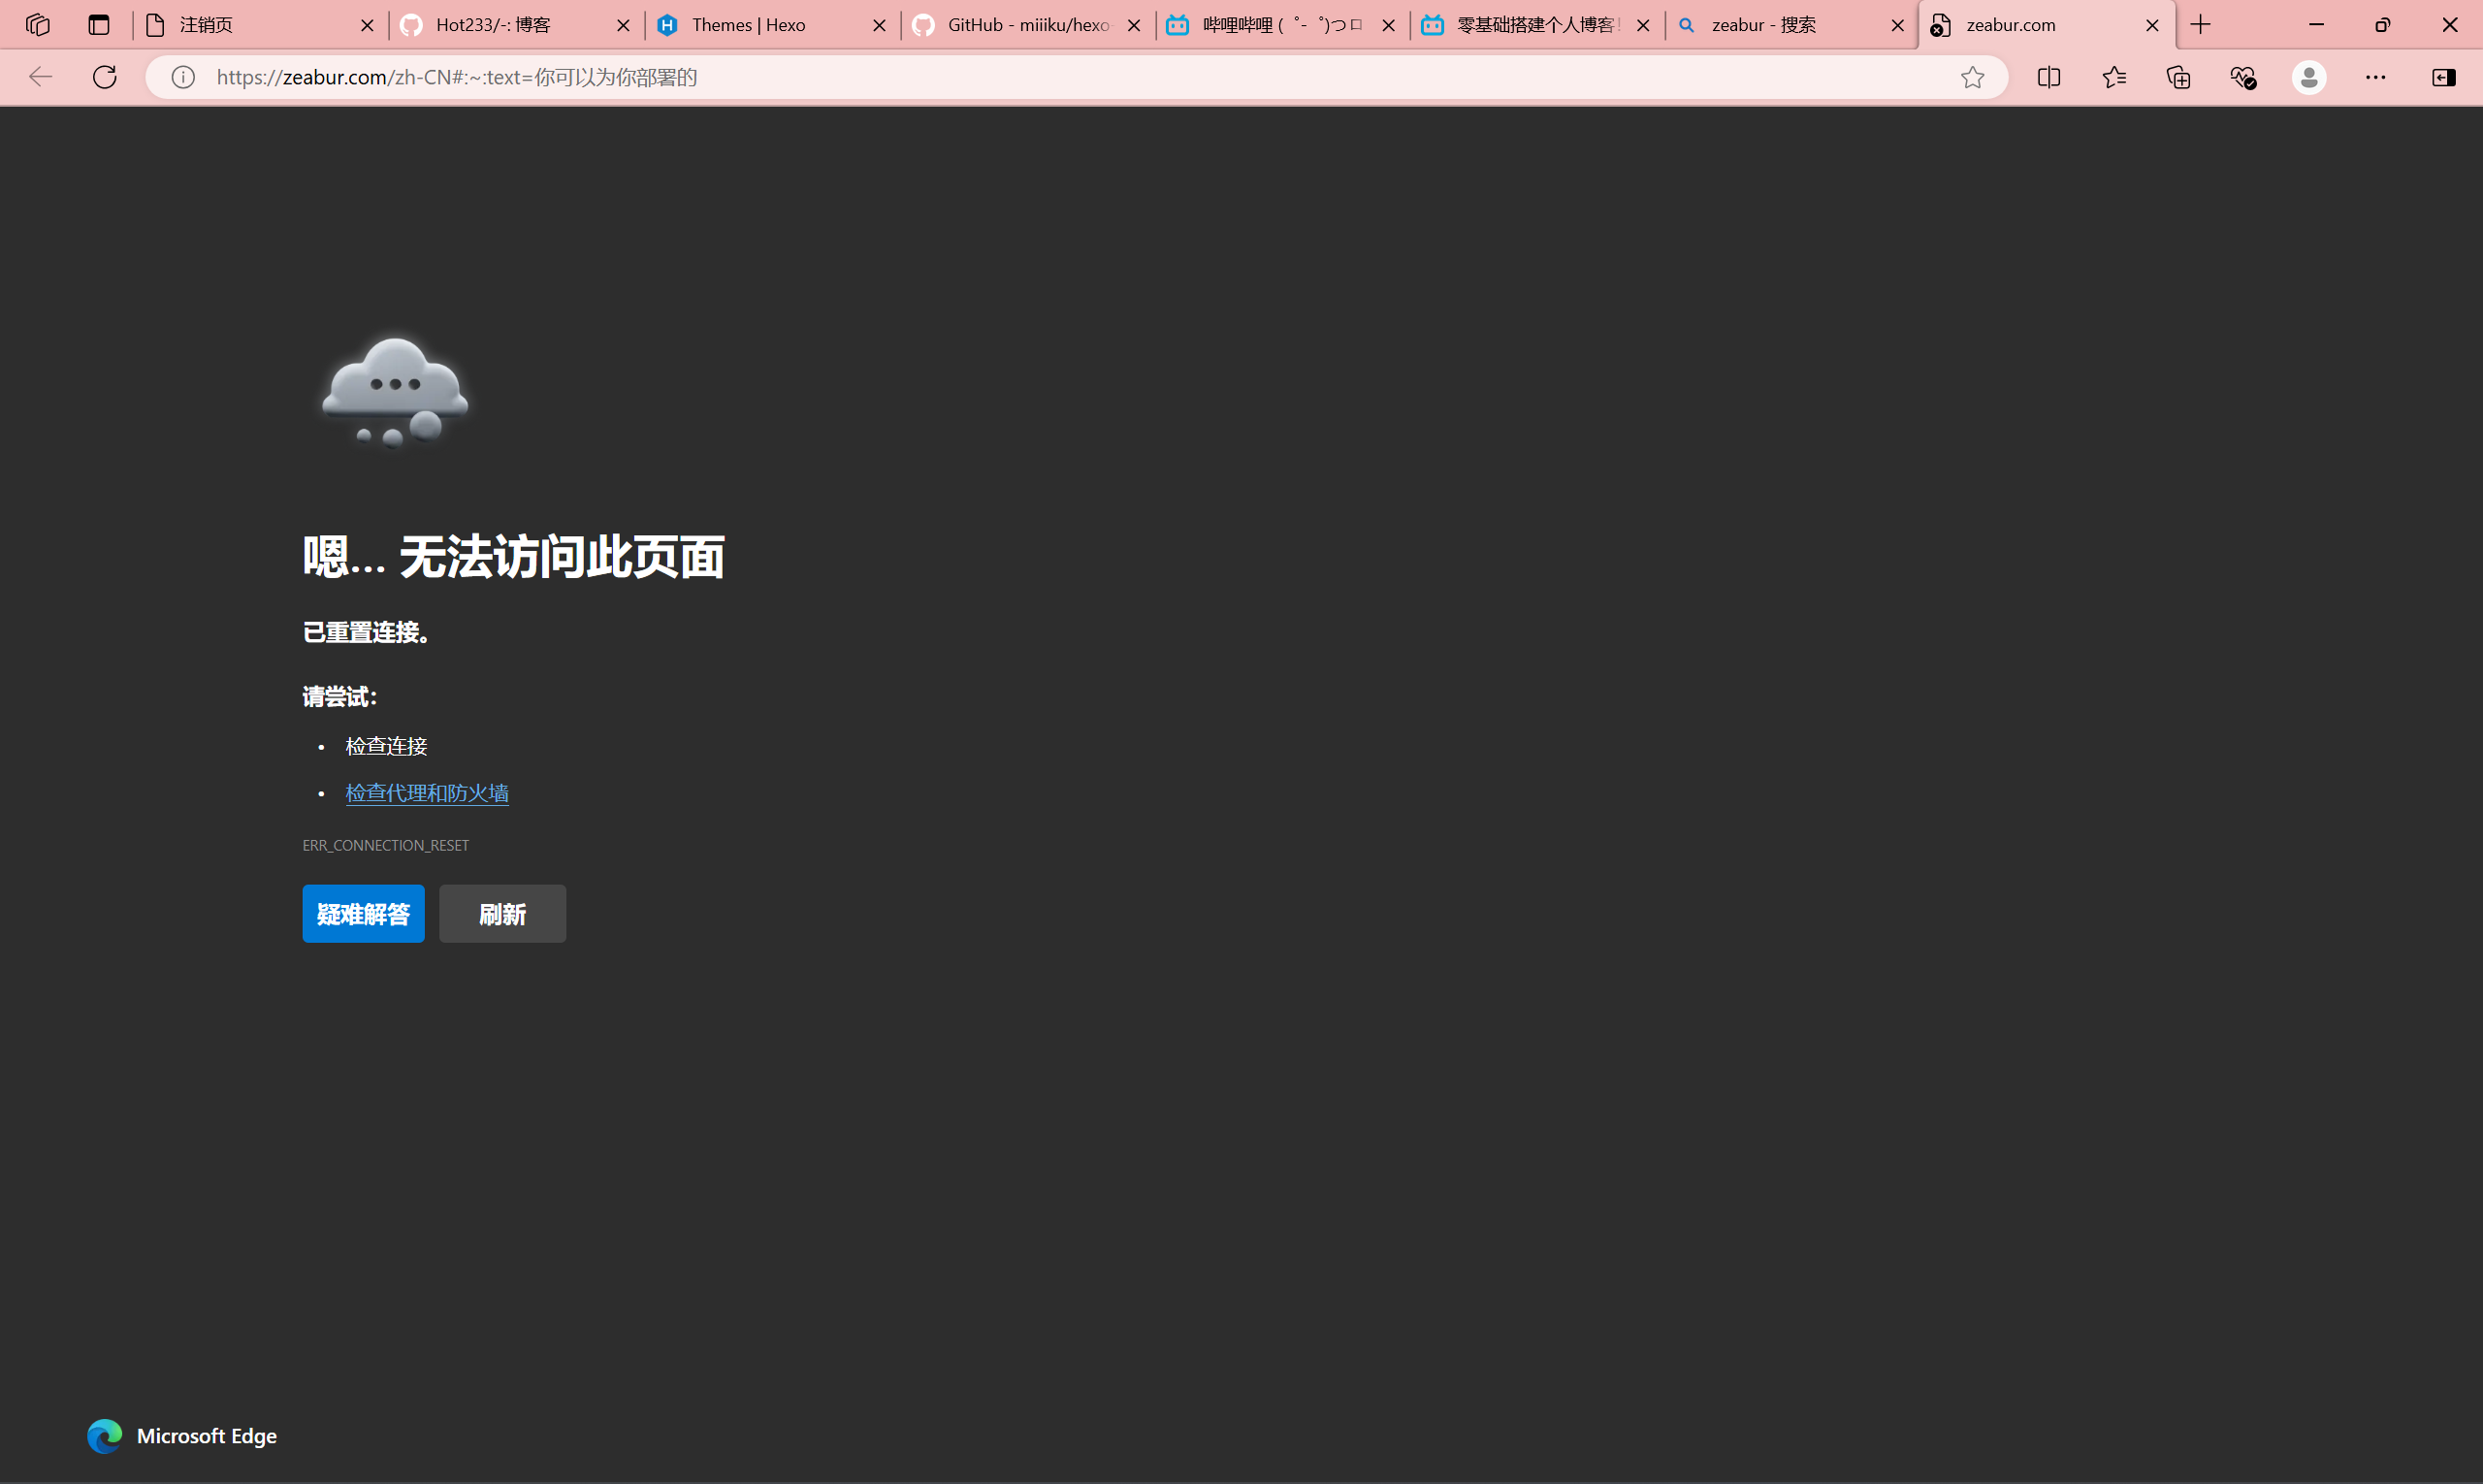 注销页
Hot233/-: 博客
Themes | Hexo
GitHub - miiiku/hexo-
哔哩哔哩 ( ゜- ゜)つロ
零基础搭建个人博客!
zeabur - 搜索
zeabur.com
https://zeabur.com/zh-CN#:~:text=你可以为你部署的
嗯... 无法访问此页面
已重置连接。
请尝试:
• 检查连接
• 检查代理和防火墙
ERR_CONNECTION_RESET
疑难解答 刷新
Microsoft Edge